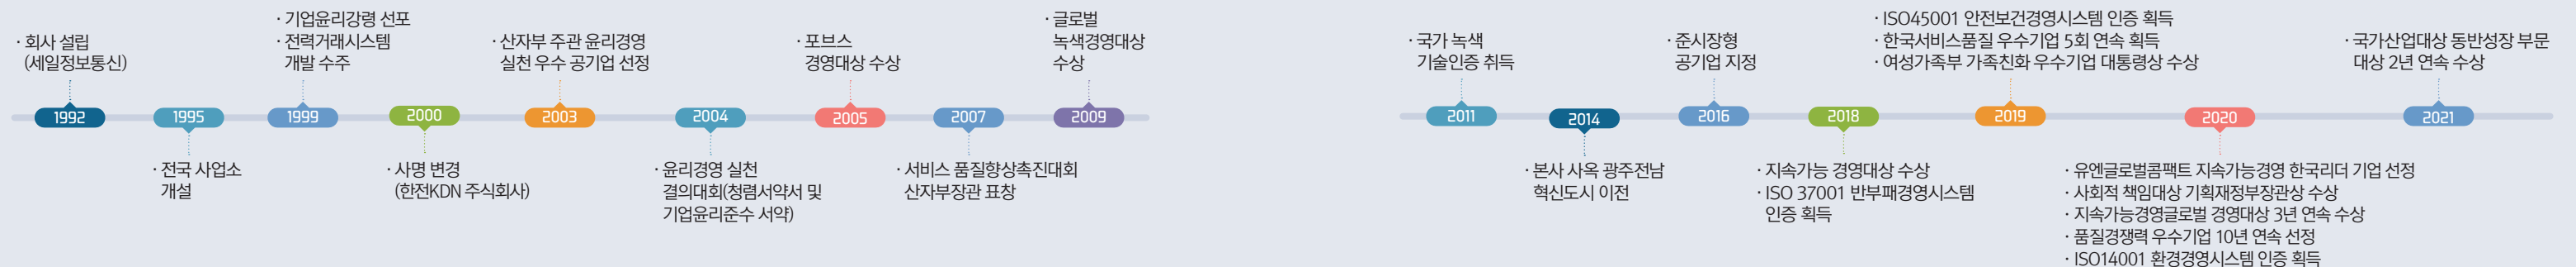 · 회사 설립
(세일정보통신)
1992
1995
· 전국 사업소
개설
· 기업윤리강령 선포
· 전력거래시스템
개발 수주
1999
2000
· 사명 변경
(한전KDN 주식회사)
· 산자부 주관 윤리경영
실천 우수 공기업 선정
2003
2004
· 윤리경영 실천
결의대회(청렴서약서 및
기업윤리준수 서약)
· 포브스
경영대상 수상
2005
2007
· 서비스 품질향상촉진대회
산자부장관 표창
· 글로벌
녹색경영대상
수상
2009
· 국가 녹색
기술인증 취득
2011
2014
· 본사 사옥 광주전남
혁신도시 이전
· 준시장형
공기업 지정
2016
2018
· 지속가능 경영대상 수상
· ISO 37001 반부패경영시스템
인증 획득
· ISO45001 안전보건경영시스템 인증 획득
· 한국서비스품질 우수기업 5회 연속 획득
· 여성가족부 가족친화 우수기업 대통령상 수상
2019
2020
· 유엔글로벌콤팩트 지속가능경영 한국리더 기업 선정
· 사회적 책임대상 기획재정부장관상 수상
· 지속가능경영글로벌 경영대상 3년 연속 수상
· 품질경쟁력 우수기업 10년 연속 선정
· ISO14001 환경경영시스템 인증 획득
· 국가산업대상 동반성장 부문
대상 2년 연속 수상
2021